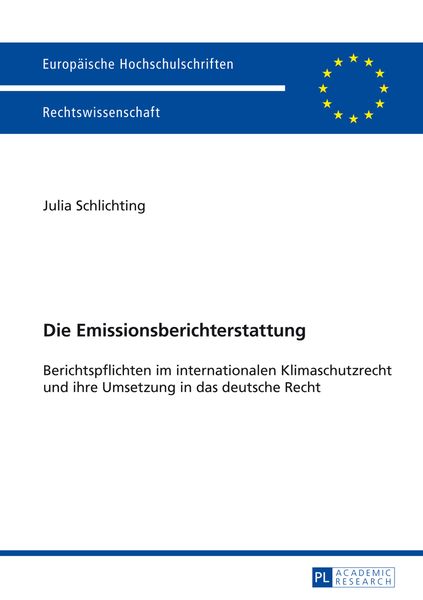 Europäische Hochschulschriften
Rechtswissenschaft
Julia Schlichting
Die Emissionsberichterstattung
Berichtspflichten im internationalen Klimaschutzrecht
und ihre Umsetzung in das deutsche Recht
PL ACADEMIC
RESEARCH